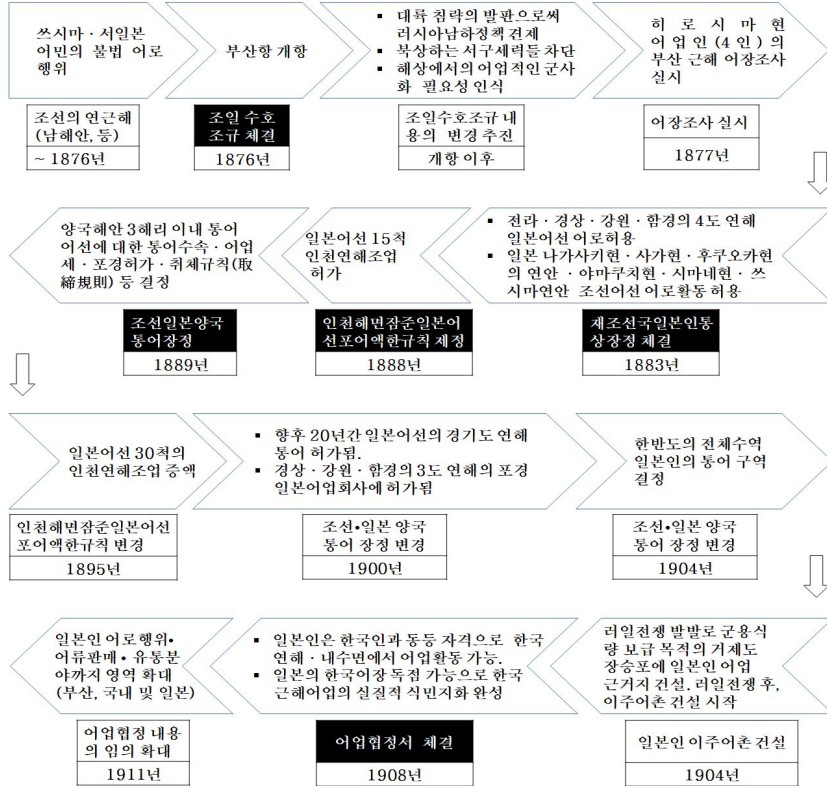 쓰시마 · 서일본
어민의 불법 어로
행위
조선의 연근해
(남해안, 등)
~ 1876년
부산항 개항
조일 수호
조규 체결
1876년
▪ 대륙 침략의 발판으로써
러시아남하정책 견제
▪ 북상하는 서구세력들 차단
▪ 해상에서의 어업적인 군사
화 필요성 인식
조일수호조규 내
용의 변경 추진
개항 이후
히로시마현
어업인(4인)의
부산 근해 어장조사
실시
어장조사 실시
1877년
▪ 전라 · 경상 · 강원 · 함경의 4도 연해
일본어선 어로허용
▪ 일본 나가사키현 · 사가현 · 후쿠오카현
의 연안 · 야마쿠치현 · 시마네현 · 쓰
시마연안 조선어선 어로활동 허용
재조선국일본인통
상장정 체결
1883년
일본어선 15척
인천연해조업
허가
인천해면잠준일본어
선포어액한규칙 제정
1888년
양국해안 3해리 이내 통어
어선에 대한 통어수속 · 어업
세 · 포경허가 · 취체규칙(取
締規則) 등 결정
조선일본양국
통어장정
1889년
일본어선 30척의
인천연해조업 증액
인천해면잠준일본어선
포어액한규칙 변경
1895년
▪ 향후 20년간 일본어선의 경기도 연해
통어 허가됨.
▪ 경상 · 강원 · 함경의 3도 연해의 포경
일본어업회사에 허가됨
조선•일본 양국
통어 장정 변경
1900년
한반도의 전체수역
일본인의 통어 구역
결정
조선•일본 양국
통어 장정 변경
1904년
러일전쟁 발발로 군용식
량 보급 목적의 거제도
장승포에 일본인 어업
근거지 건설. 러일전쟁 후,
이주어촌 건설 시작
일본인 이주어촌 건설
1904년
▪ 일본인은 한국인과 동등 자격으로 한국
연해 · 내수면에서 어업활동 가능.
▪ 일본의 한국어장 독점 가능으로 한국
근해어업의 실질적 식민지화 완성
어업협정서 체결
1908년
일본인 어로행위•
어류판매 • 유통분
야까지 영역 확대
(부산, 국내 및 일본)
어업협정 내용
의 임의 확대
1911년